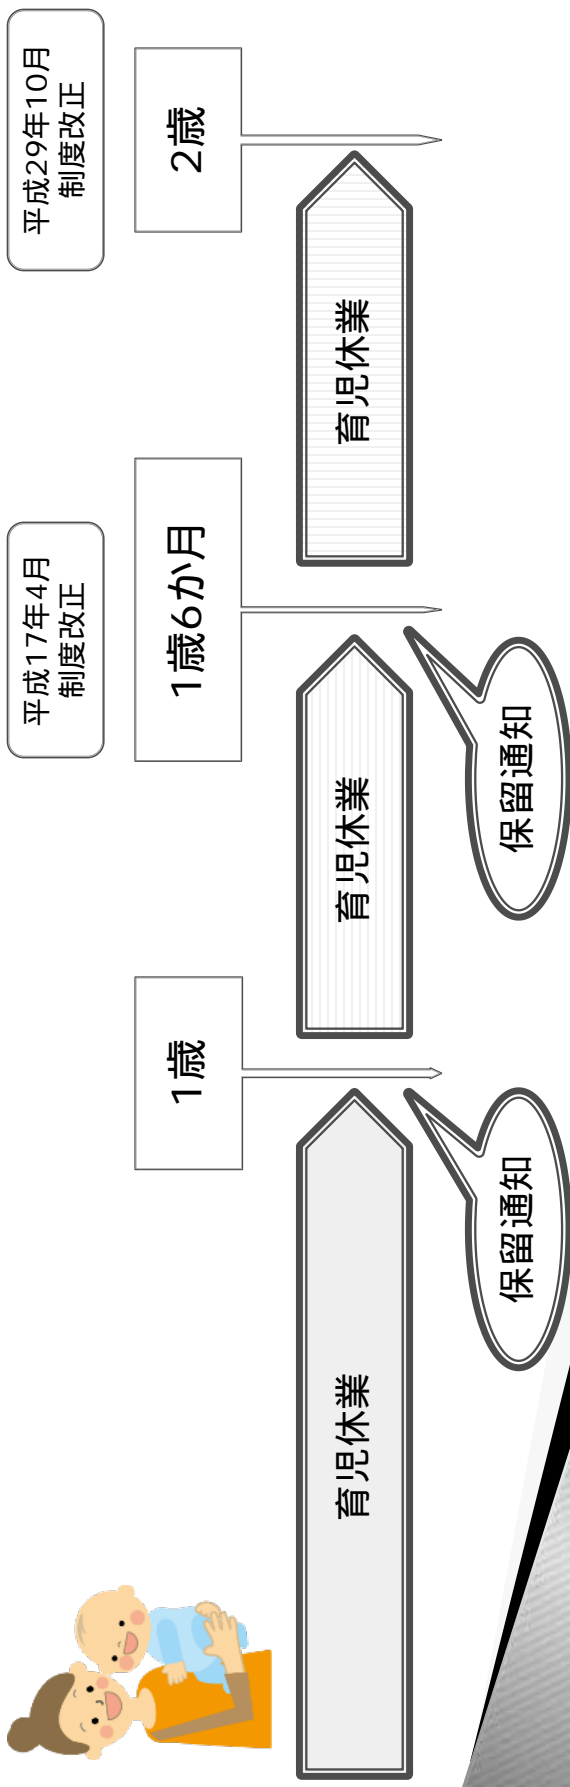 平成17年4月
制度改正
平成29年10月
制度改正
1歳
1歳6か月
2歳
育児休業
育児休業
育児休業
保留通知
保留通知